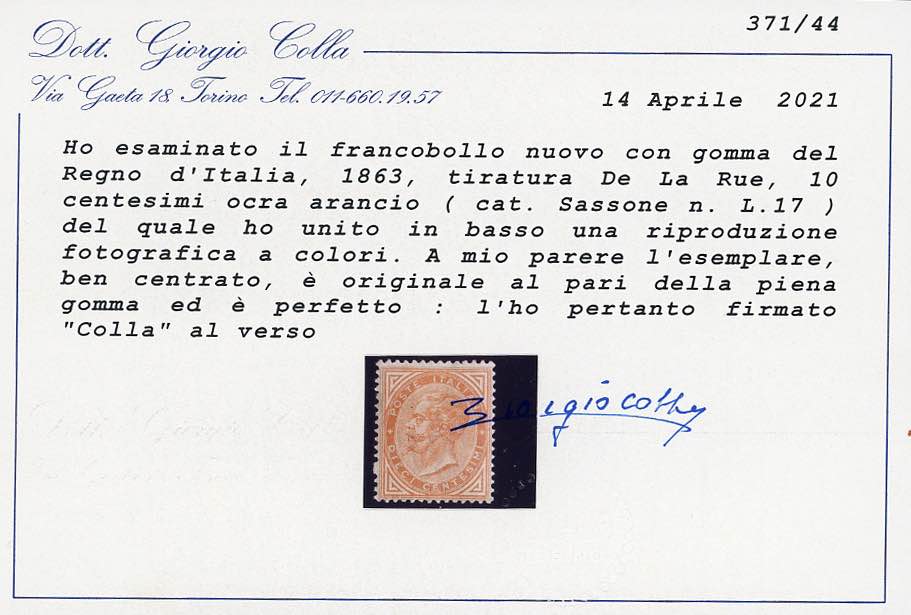 371/44
Dott. Giorgio Colla
Via Gaeta 18 Torino Tel. 011-660.19.57
14 Aprile 2021
Ho esaminato il francobollo nuovo con gomma del
Regno d'Italia, 1863, tiratura De La Rue, 10
centesimi ocra arancio ( cat. Sassone n. L.17 )
del quale ho unito in basso una riproduzione
fotografica a colori. A mio parere l'esemplare,
ben centrato, è originale al pari della piena
gomma ed è perfetto : l'ho pertanto firmato
"Colla" al verso
POSTE ITALIANE
DIECI CENTESIMI
Giorgio Colla